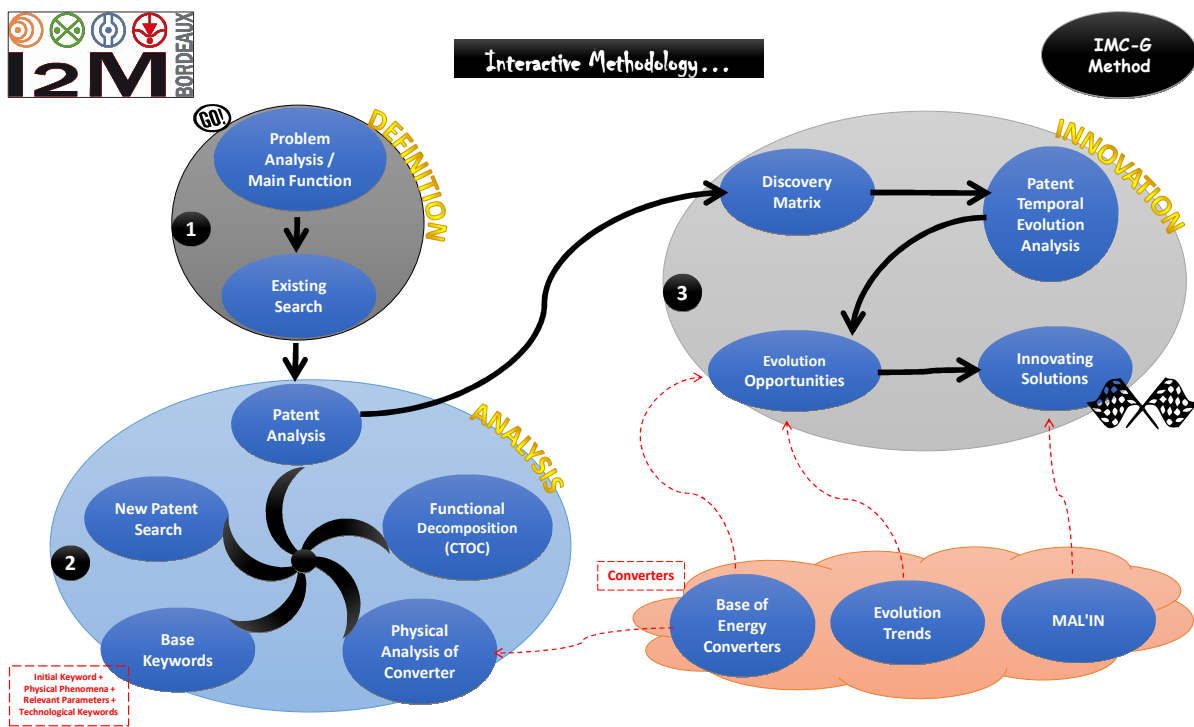 I2M
BORDEAUX
Interactive Methodology...
IMC-G
Method
GO!
DEFINITION
Problem
Analysis /
Main Function
1
Existing
Search
INNOVATION
Discovery
Matrix
Patent
Temporal
Evolution
Analysis
3
Evolution
Opportunities
Innovating
Solutions
ANALYSIS
Patent
Analysis
New Patent
Search
Functional
Decomposition
(CTOC)
2
Base
Keywords
Physical
Analysis of
Converter
Initial Keyword +
Physical Phenomena +
Relevant Parameters +
Technological Keywords
Converters
Base of
Energy
Converters
Evolution
Trends
MAL'IN